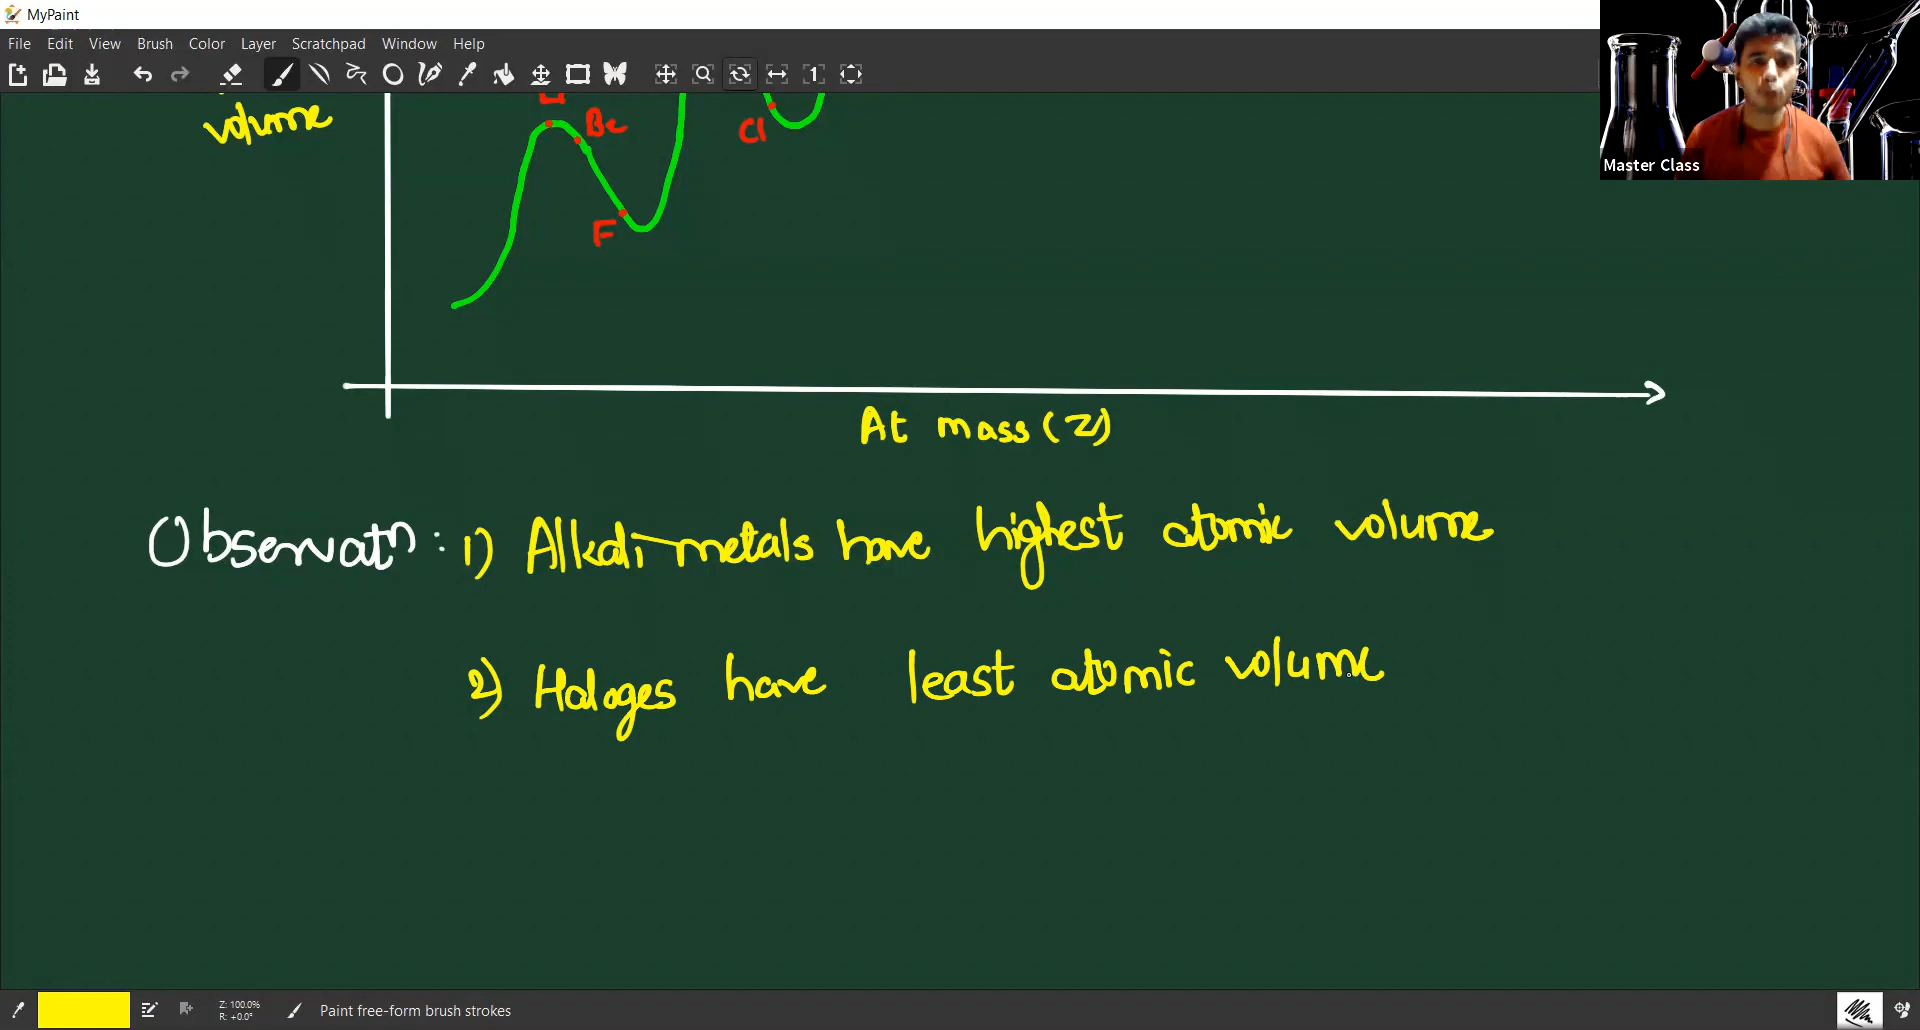 MyPaint
File Edit View Brush Color Layer Scratchpad Window Help
Master Class
volume
Be
Cl
F
At mass (Z)
Observatn : 1) Alkali-metals have highest atomic volume
2) Haloges have least atomic volume
Z: 100.0%
R: +0.0°
Paint free-form brush strokes